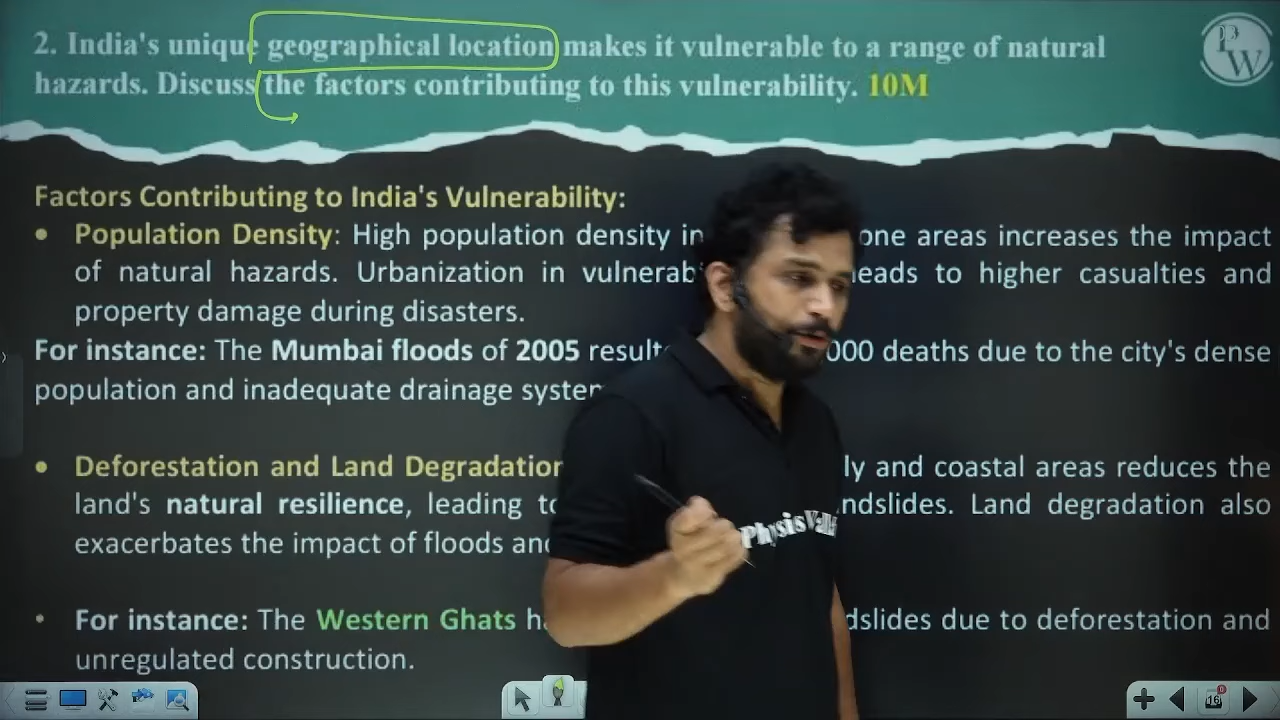 2. India's unique geographical location makes it vulnerable to a range of natural
hazards. Discuss the factors contributing to this vulnerability. 10M
PW
Factors Contributing to India's Vulnerability:
• Population Density: High population density in one areas increases the impact
of natural hazards. Urbanization in leads to higher casualties and
property damage during disasters.
For instance: The Mumbai floods of 2005 000 deaths due to the city's dense
population and inadequate drainage
• Deforestation and Land Degradation ly and coastal areas reduces the
land's natural resilience, leading to ndslides. Land degradation also
exacerbates the impact of floods
• For instance: The Western Ghats dslides due to deforestation and
unregulated construction.
16